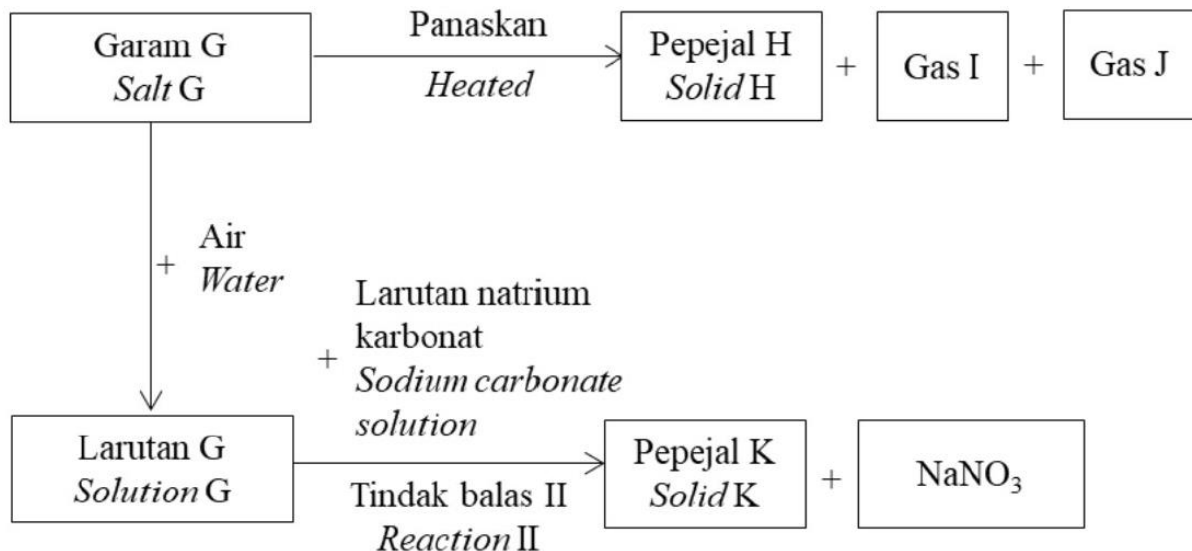 Garam G
Salt G
Panaskan
Heated
Pepejal H
Solid H
+
Gas I
+
Gas J
+
Air
Water
+
Larutan natrium
karbonat
Sodium carbonate
solution
Larutan G
Solution G
Tindak balas II
Reaction II
Pepejal K
Solid K
+
NaNO₃